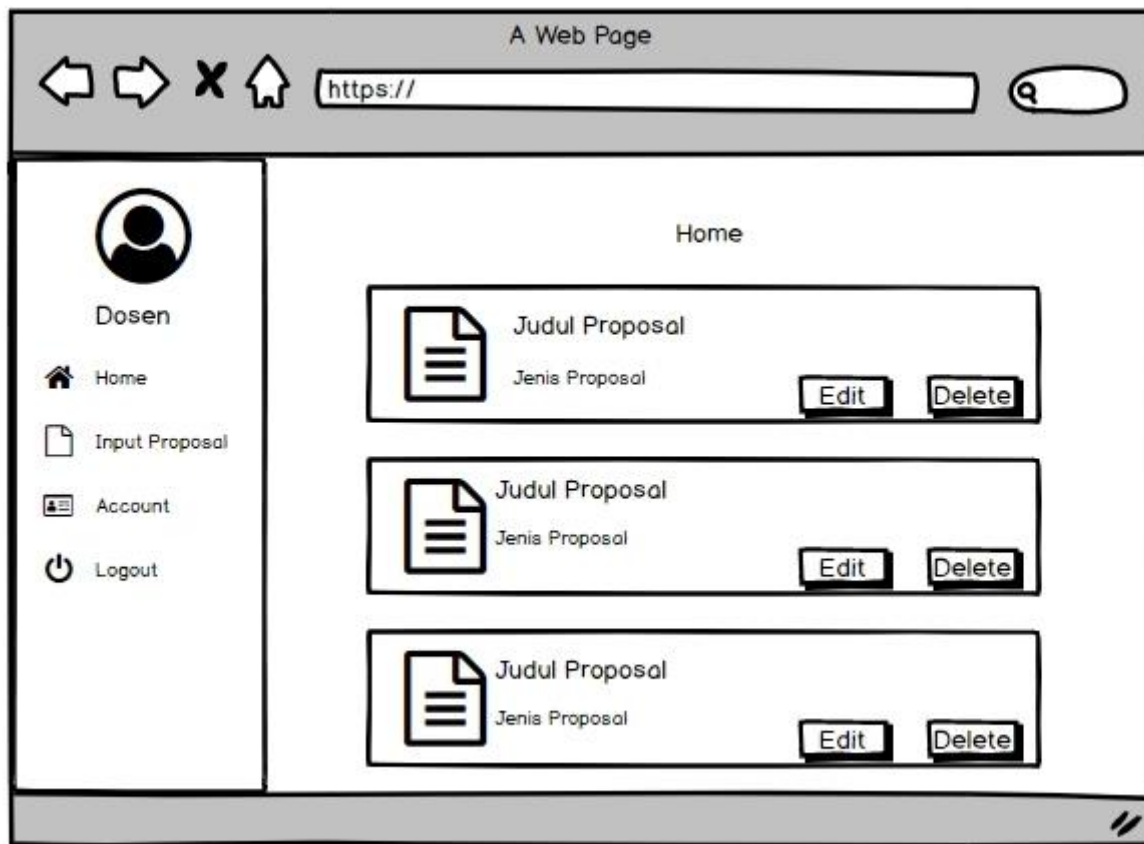 A Web Page
https://
Dosen
Home
Input Proposal
Account
Logout
Home
Judul Proposal
Jenis Proposal
Edit
Delete
Judul Proposal
Jenis Proposal
Edit
Delete
Judul Proposal
Jenis Proposal
Edit
Delete